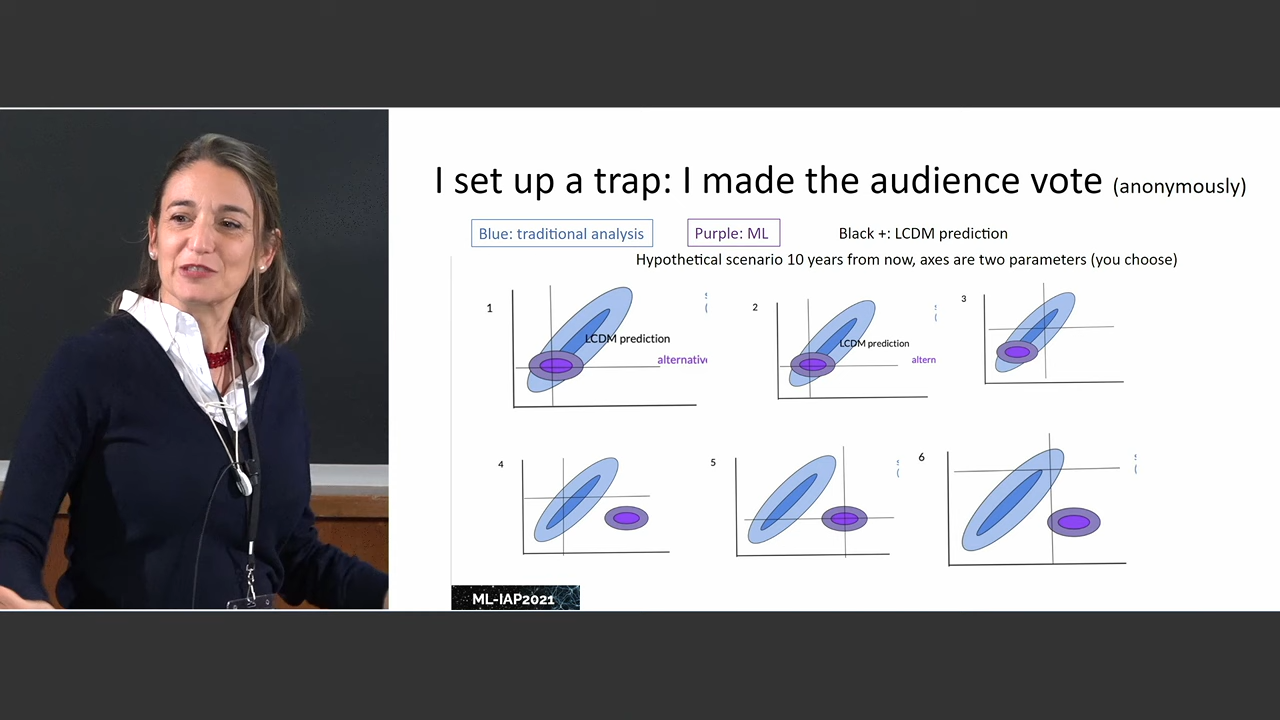 I set up a trap: I made the audience vote (anonymously)
Blue: traditional analysis
Purple: ML
Black +: LCDM prediction
Hypothetical scenario 10 years from now, axes are two parameters (you choose)
1
LCDM prediction
alternativ
2
LCDM prediction
altern
3
4
5
6
ML-IAP2021